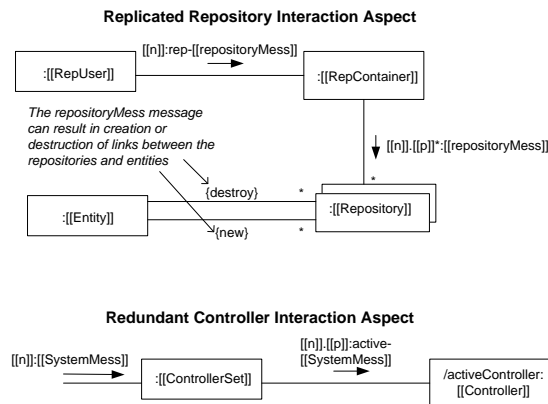 Replicated Repository Interaction Aspect
[[n]]:rep-[[repositoryMess]]
:[[RepUser]]
:[[RepContainer]]
The repositoryMess message
can result in creation or
destruction of links between the
repositories and entities
[[n]].[[p]]*:[[repositoryMess]]
*
{destroy}
*
:[[Entity]]
:[[Repository]]
{new}
*
Redundant Controller Interaction Aspect
[[n]]:[[SystemMess]]
[[n]].[[p]]:active-
[[SystemMess]]
:[[ControllerSet]]
/activeController:
[[Controller]]